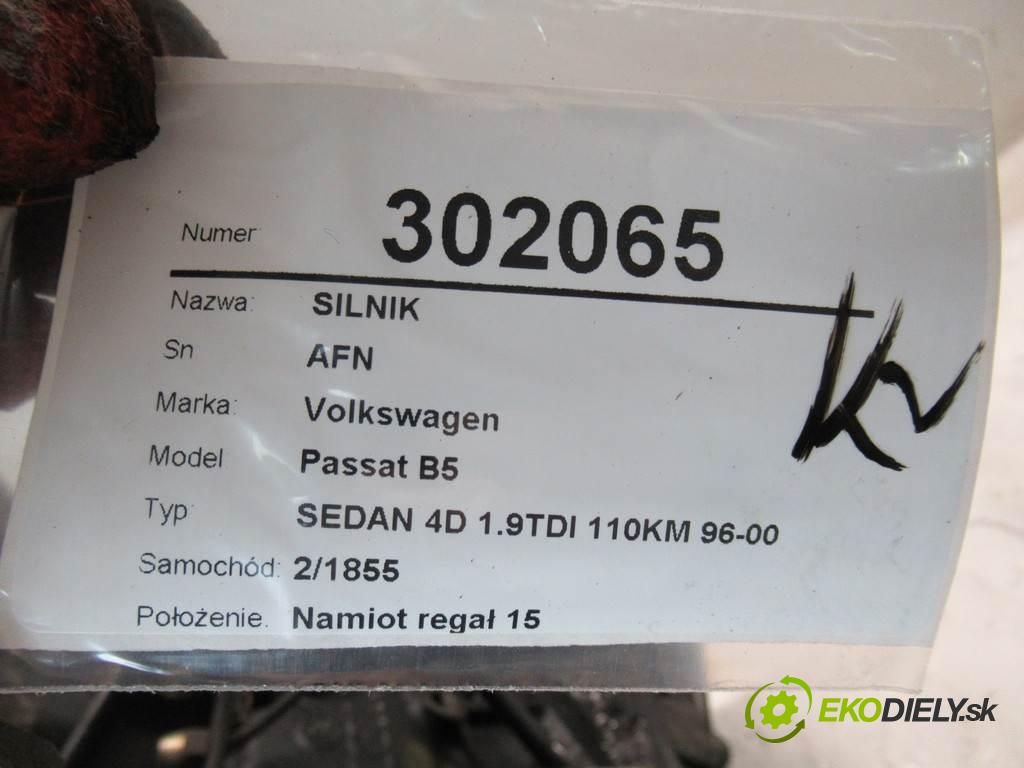 Numer: 302065
Nazwa: SILNIK
Sn AFN
Marka: Volkswagen
Model Passat B5
Typ: SEDAN 4D 1.9TDI 110KM 96-00
Samochód: 2/1855
Położenie. Namiot regał 15
EKODIELY.sk